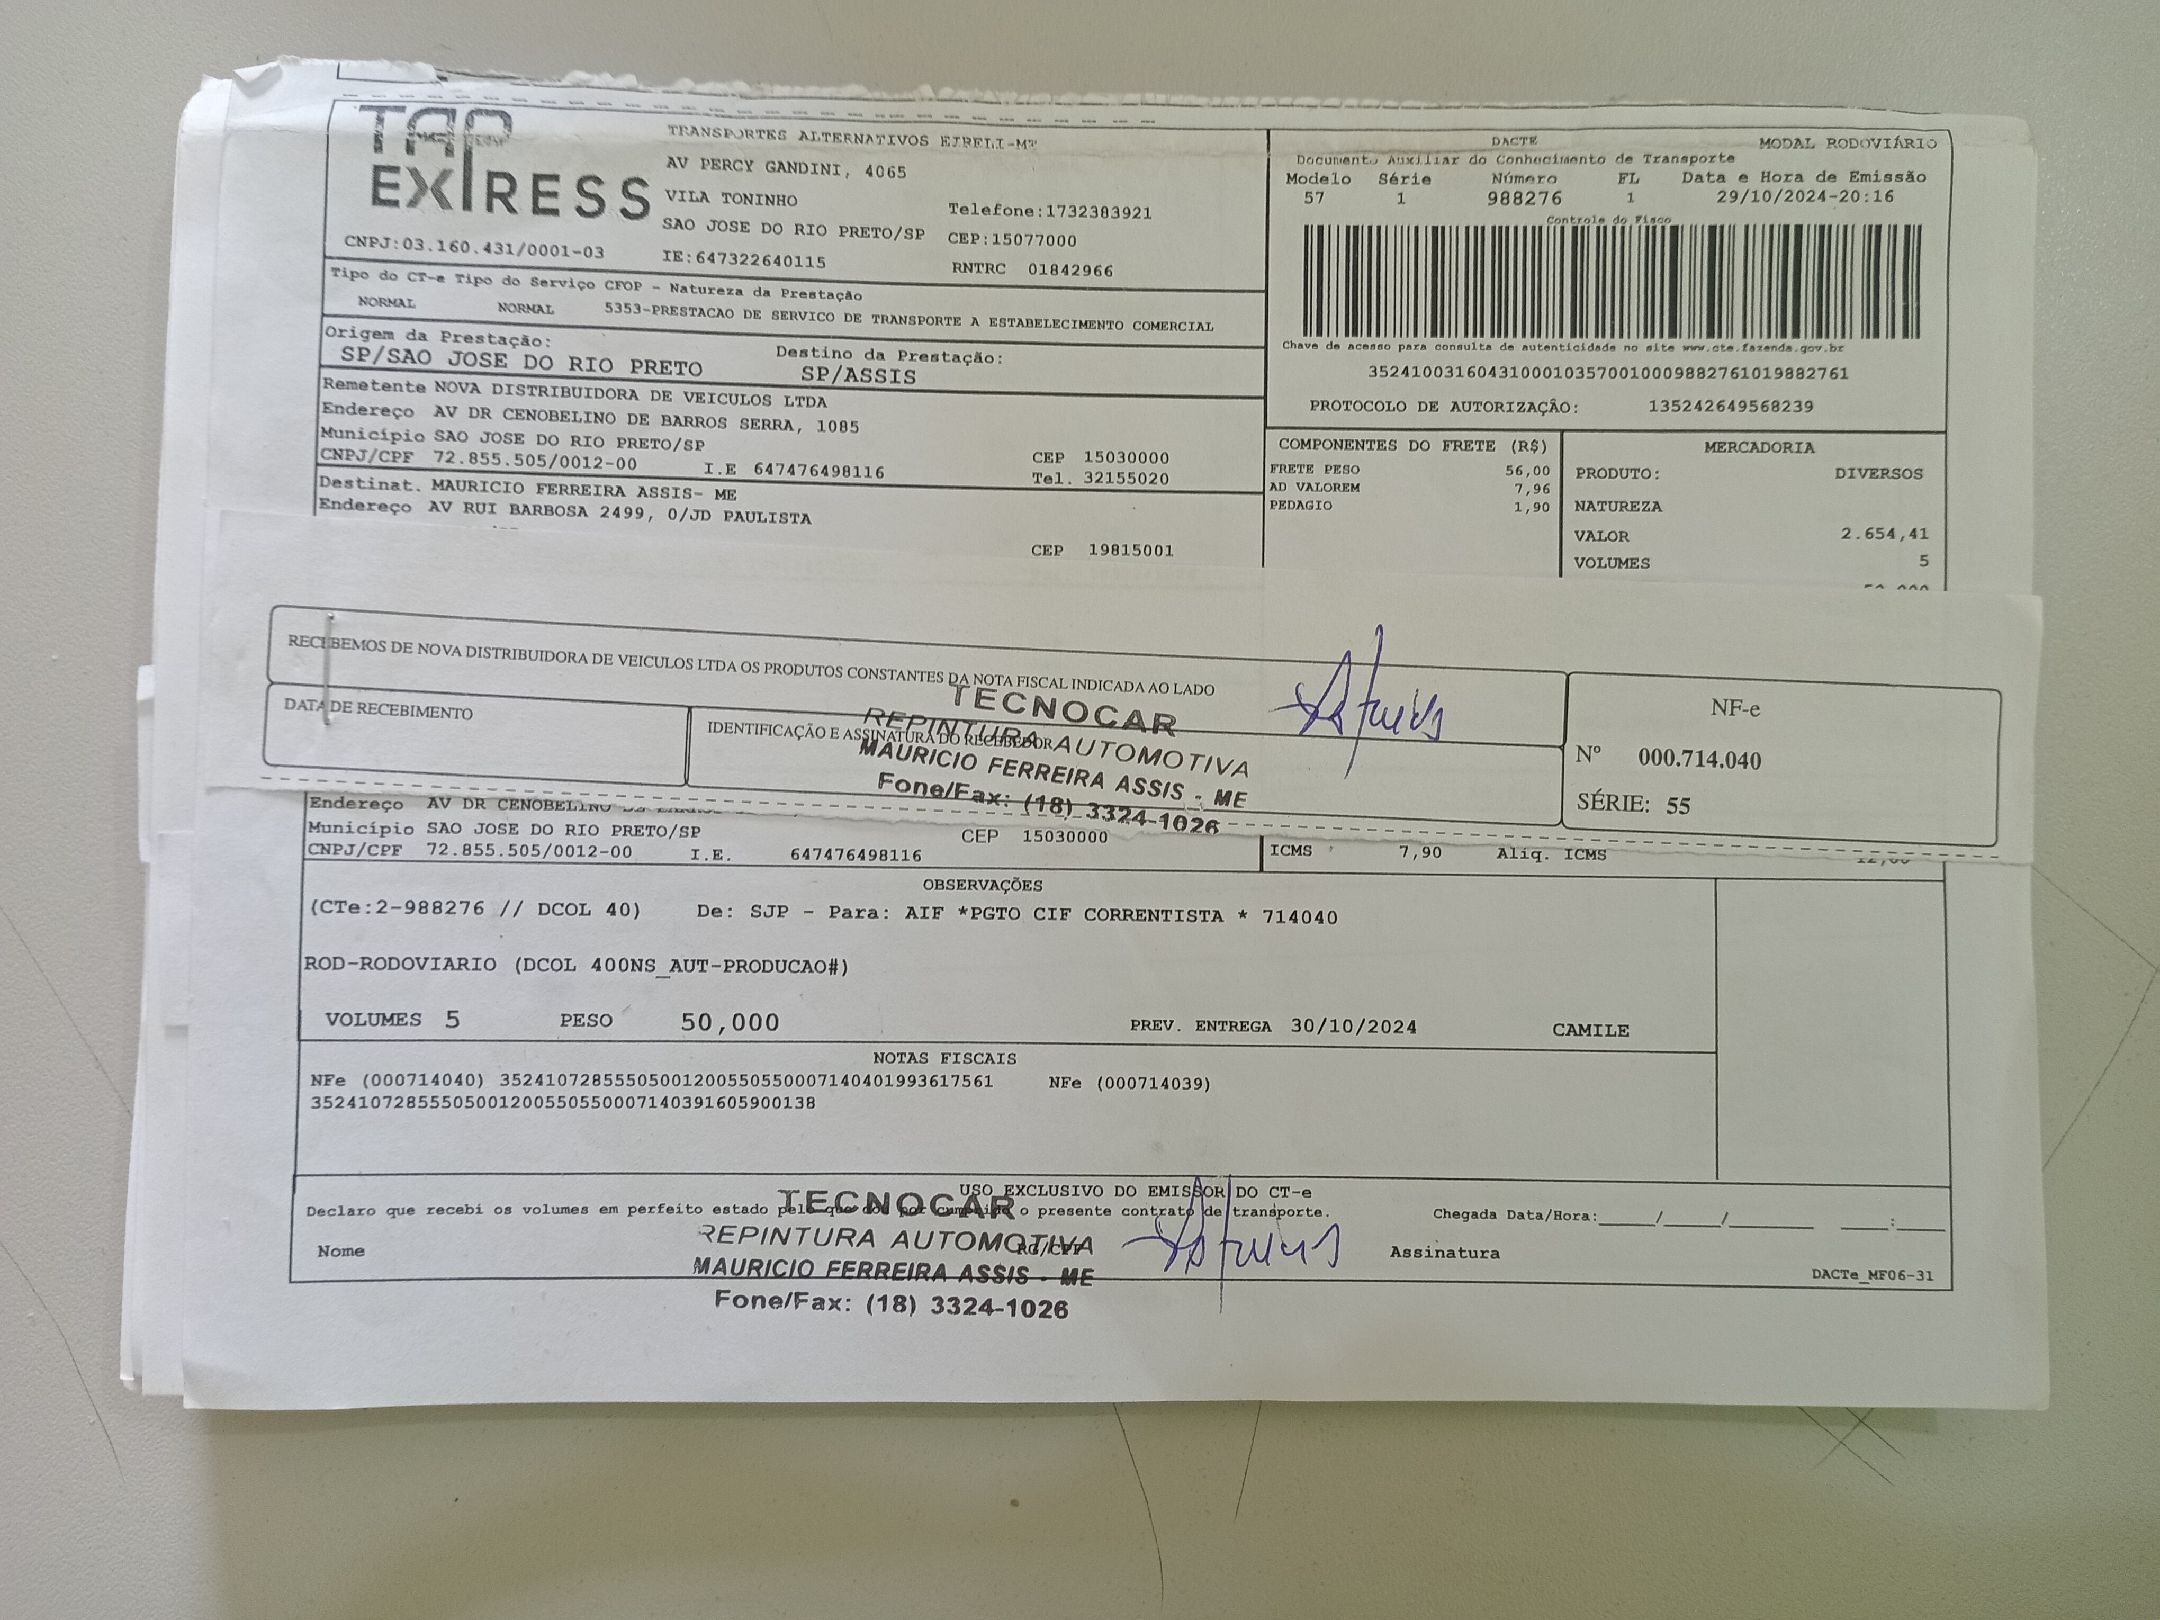 TAP
EXPRESS
CNPJ:03.160.431/0001-03
TRANSPORTES ALTERNATIVOS EIRELI-MT
AV PERCY GANDINI, 4065
VILA TONINHO
Telefone:1732383921
SAO JOSE DO RIO PRETO/SP CEP:15077000
IE:647322640115 RNTRC 01842966
DACTE MODAL RODOVIÁRIO
Documento Auxiliar do Conhecimento de Transporte
Modelo Série Número FL Data e Hora de Emissão
57 1 988276 1 29/10/2024-20:16
Controle do Fisco
Chave de acesso para consulta de autenticidade no site www.cte.fazenda.gov.br
35241003160431000103570010009882761019882761
PROTOCOLO DE AUTORIZAÇÃO: 135242649568239
Tipo do CT-e Tipo do Serviço CFOP - Natureza da Prestação
NORMAL NORMAL 5353-PRESTACAO DE SERVICO DE TRANSPORTE A ESTABELECIMENTO COMERCIAL
Origem da Prestação: Destino da Prestação:
SP/SAO JOSE DO RIO PRETO SP/ASSIS
Remetente NOVA DISTRIBUIDORA DE VEICULOS LTDA
Endereço AV DR CENOBELINO DE BARROS SERRA, 1085
Município SAO JOSE DO RIO PRETO/SP CEP 15030000
CNPJ/CPF 72.855.505/0012-00 I.E 647476498116 Tel. 32155020
Destinat. MAURICIO FERREIRA ASSIS- ME
Endereço AV RUI BARBOSA 2499, 0/JD PAULISTA
CEP 19815001
COMPONENTES DO FRETE (R$)
FRETE PESO 56,00
AD VALOREM 7,96
PEDAGIO 1,90
MERCADORIA
PRODUTO: DIVERSOS
NATUREZA
VALOR 2.654,41
VOLUMES 5
RECEBEMOS DE NOVA DISTRIBUIDORA DE VEICULOS LTDA OS PRODUTOS CONSTANTES DA NOTA FISCAL INDICADA AO LADO
DATA DE RECEBIMENTO
IDENTIFICAÇÃO E ASSINATURA DO RECEBEDOR
TECNOCAR
REPINTURA AUTOMOTIVA
MAURICIO FERREIRA ASSIS - ME
Fone/Fax: (18) 3324-1026
NF-e
Nº 000.714.040
SÉRIE: 55
Endereço AV DR CENOBELINO
Município SAO JOSE DO RIO PRETO/SP CEP 15030000
CNPJ/CPF 72.855.505/0012-00 I.E. 647476498116
ICMS 7,90 Aliq. ICMS
OBSERVAÇÕES
(CTe:2-988276 // DCOL 40) De: SJP - Para: AIF *PGTO CIF CORRENTISTA * 714040
ROD-RODOVIARIO (DCOL 400NS_AUT-PRODUCAO#)
VOLUMES 5 PESO 50,000 PREV. ENTREGA 30/10/2024 CAMILE
NOTAS FISCAIS
NFe (000714040) 35241072855505001200550550007140401993617561 NFe (000714039)
35241072855505001200550550007140391605900138
USO EXCLUSIVO DO EMISSOR DO CT-e
Declaro que recebi os volumes em perfeito estado pelo que dou por cumprido o presente contrato de transporte. Chegada Data/Hora:____/____/______ ____:____
Nome RG/CPF Assinatura
TECNOCAR
REPINTURA AUTOMOTIVA
MAURICIO FERREIRA ASSIS - ME
Fone/Fax: (18) 3324-1026
DACTe_MF06-31